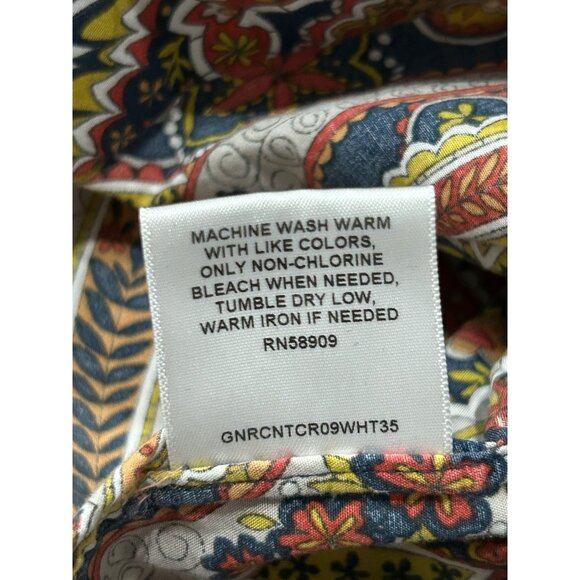 MACHINE WASH WARM
WITH LIKE COLORS,
ONLY NON-CHLORINE
BLEACH WHEN NEEDED,
TUMBLE DRY LOW,
WARM IRON IF NEEDED
RN58909
GNRCNTCR09WHT35